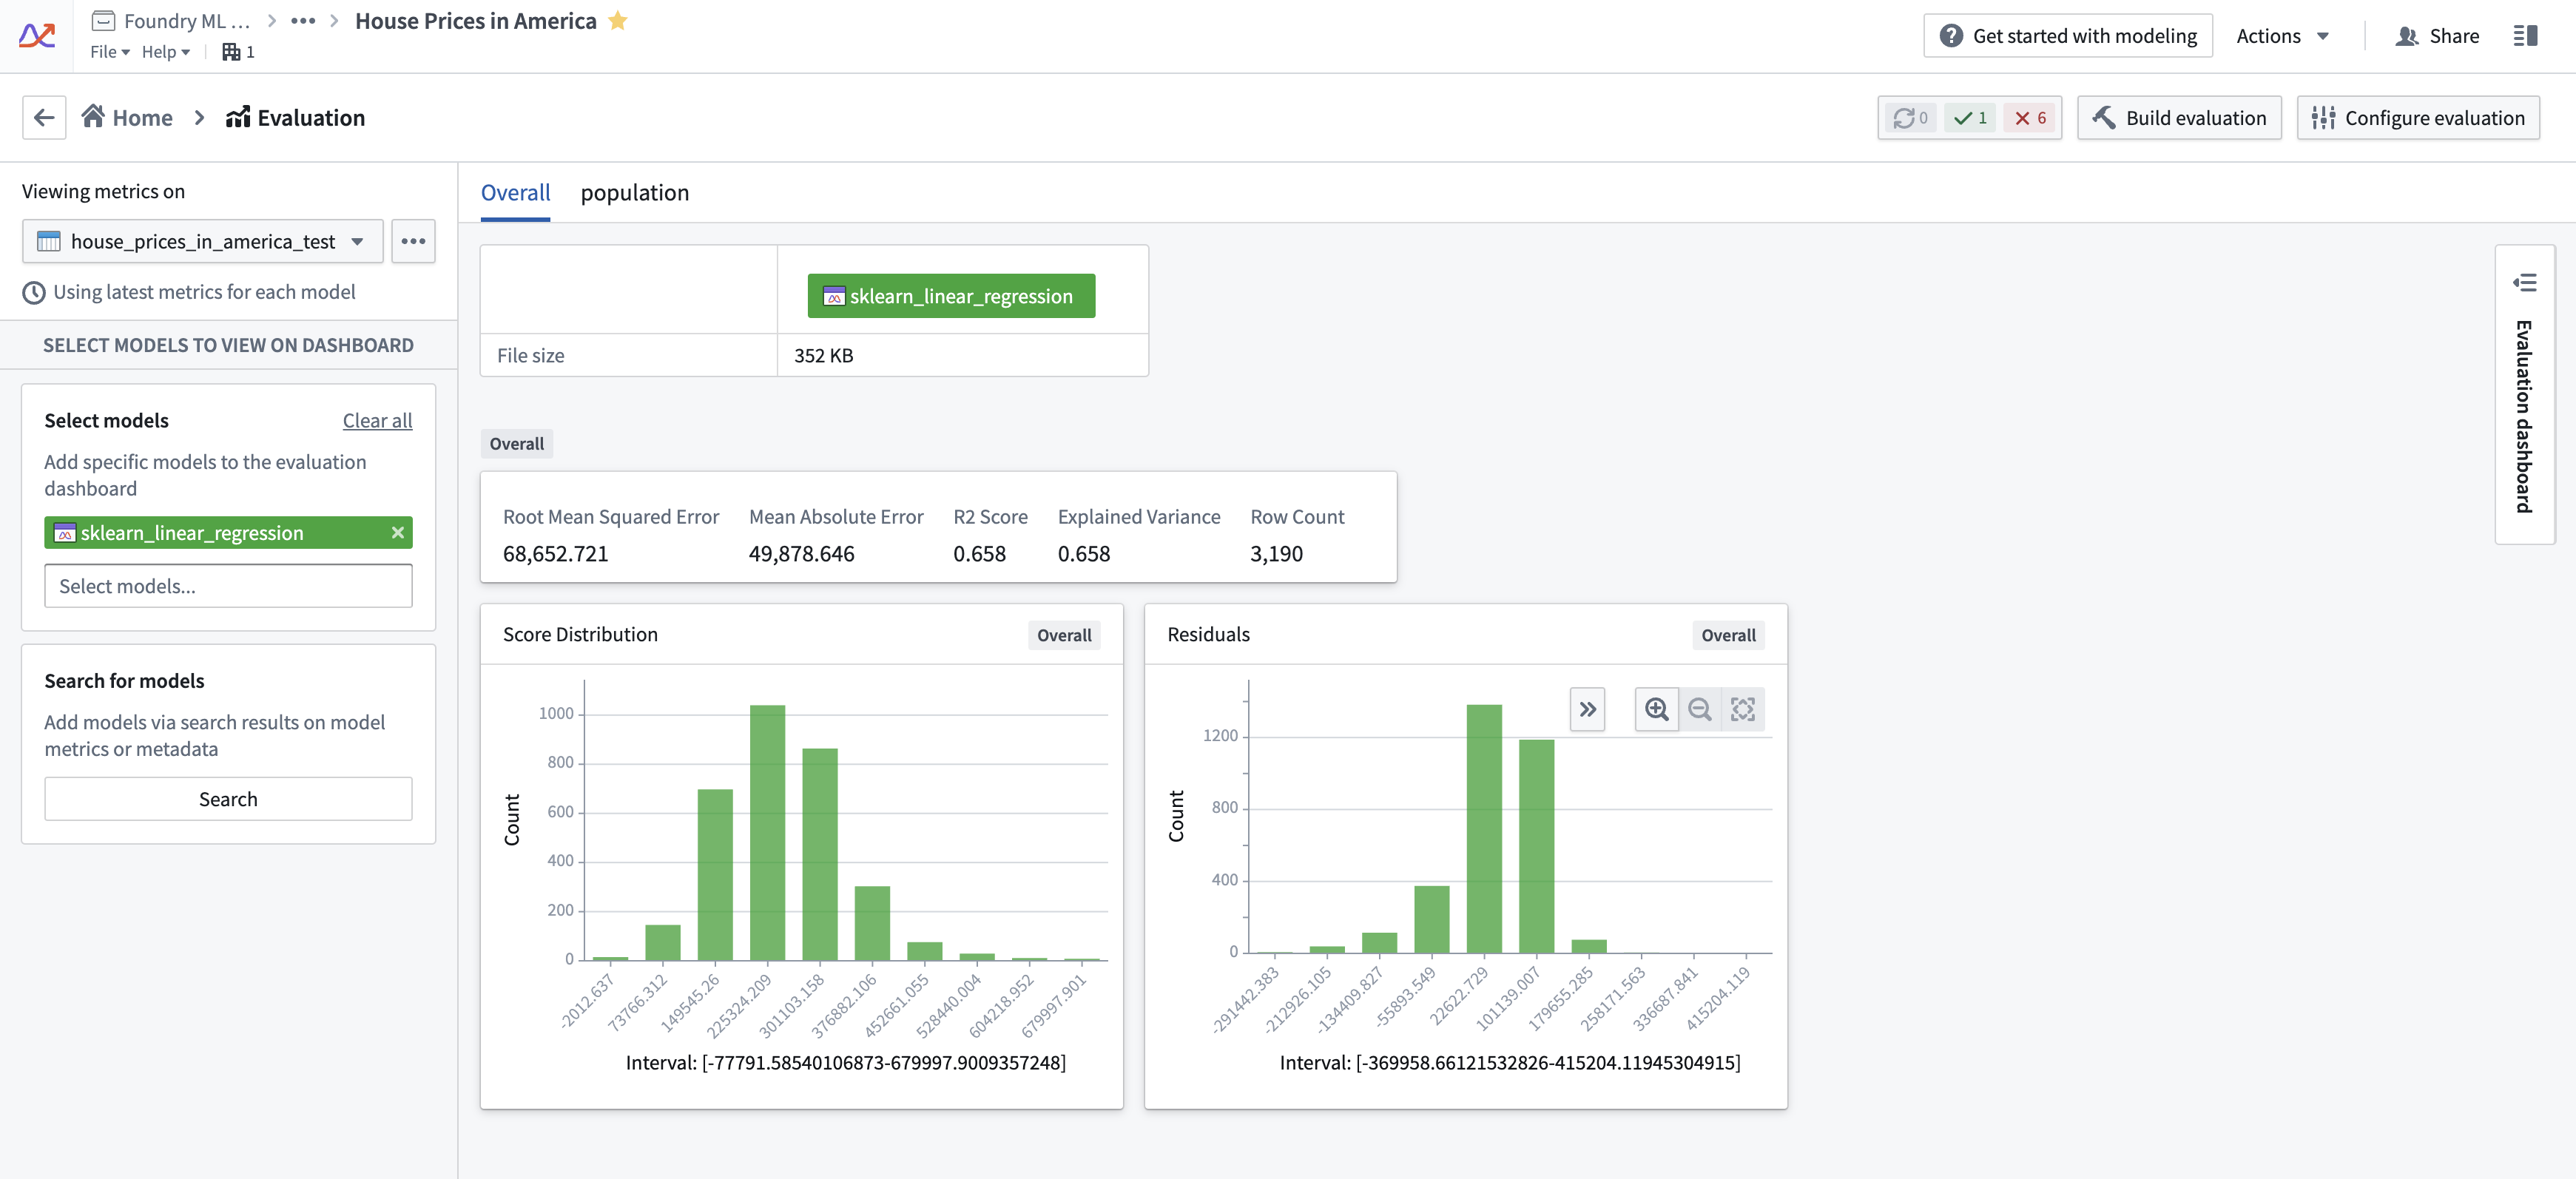 Foundry ML ... > ••• > House Prices in America
File Help 1
Get started with modeling Actions Share
Home > Evaluation
0 1 6 Build evaluation Configure evaluation
Viewing metrics on
house_prices_in_america_test
Using latest metrics for each model
SELECT MODELS TO VIEW ON DASHBOARD
Select models Clear all
Add specific models to the evaluation
dashboard
sklearn_linear_regression
Select models...
Search for models
Add models via search results on model
metrics or metadata
Search
Overall population
sklearn_linear_regression
File size 352 KB
Evaluation dashboard
Overall
Root Mean Squared Error Mean Absolute Error R2 Score Explained Variance Row Count
68,652.721 49,878.646 0.658 0.658 3,190
Score Distribution Overall
Count
1000
800
600
400
200
0
-2012.637 73766.312 149545.26 225324.209 301103.158 376882.106 452661.055 528440.004 604218.952 679997.901
Interval: [-77791.58540106873-679997.9009357248]
Residuals Overall
Count
1200
800
400
0
-291442.383 -212926.105 -134409.827 -55893.549 22622.729 101139.007 179655.285 258171.563 336687.841 415204.119
Interval: [-369958.66121532826-415204.11945304915]